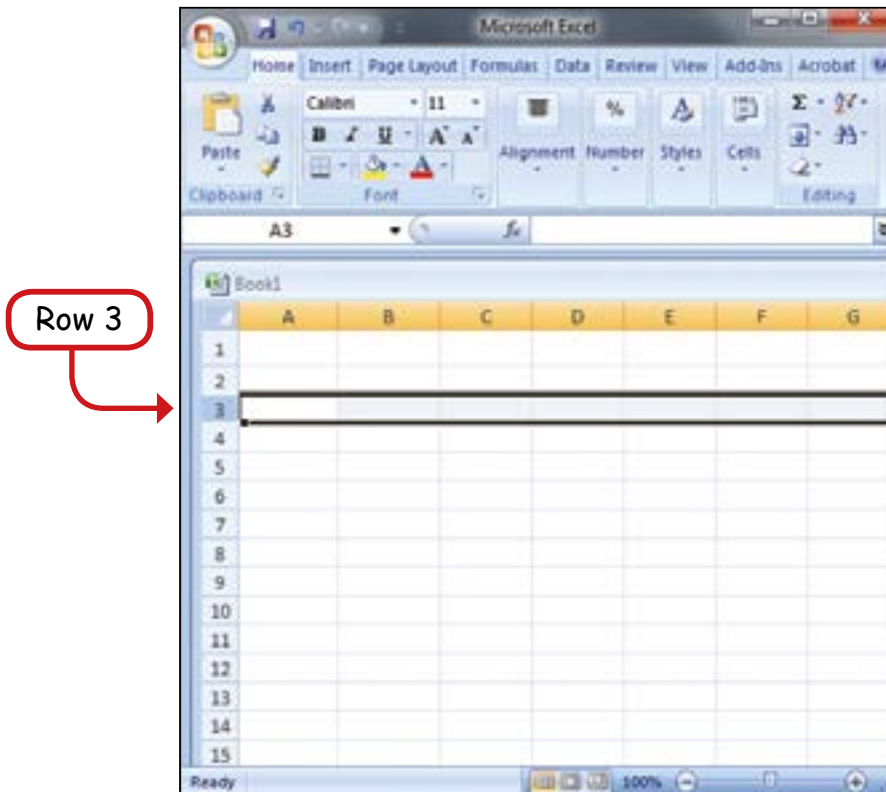 Microsoft Excel
Home Insert Page Layout Formulas Data Review View Add-Ins Acrobat
Calibri 11 %
B I U A A
Paste A Alignment Number Styles Cells Σ
Clipboard Font Editing
A3 fx
Book1
A B C D E F G
Row 3
1
2
3
4
5
6
7
8
9
10
11
12
13
14
15
Ready 100%